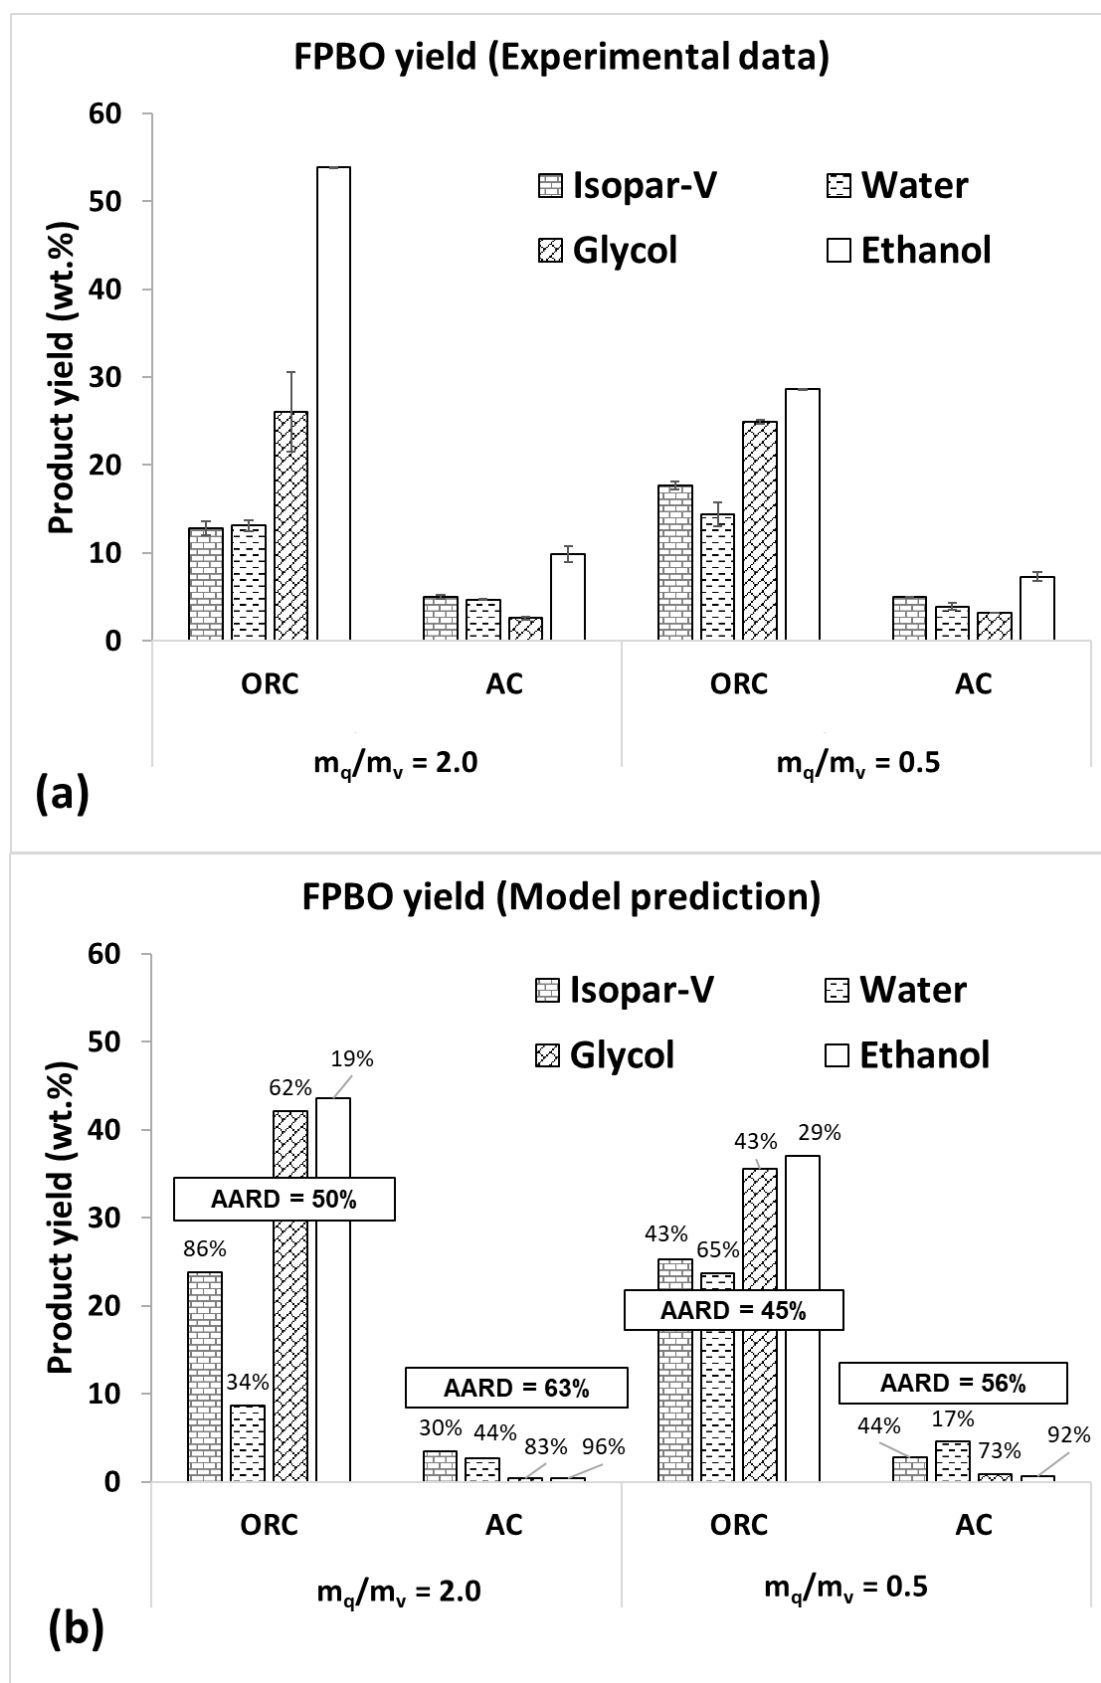 FPBO yield (Experimental data)
Product yield (wt.%)
60
50
40
30
20
10
0
Isopar-V
Water
Glycol
Ethanol
ORC
AC
ORC
AC
mq/mv = 2.0
mq/mv = 0.5
(a)
FPBO yield (Model prediction)
Product yield (wt.%)
60
50
40
30
20
10
0
Isopar-V
Water
Glycol
Ethanol
86%
34%
62%
19%
AARD = 50%
30%
44%
83%
96%
AARD = 63%
43%
65%
43%
29%
AARD = 45%
44%
17%
73%
92%
AARD = 56%
ORC
AC
ORC
AC
mq/mv = 2.0
mq/mv = 0.5
(b)